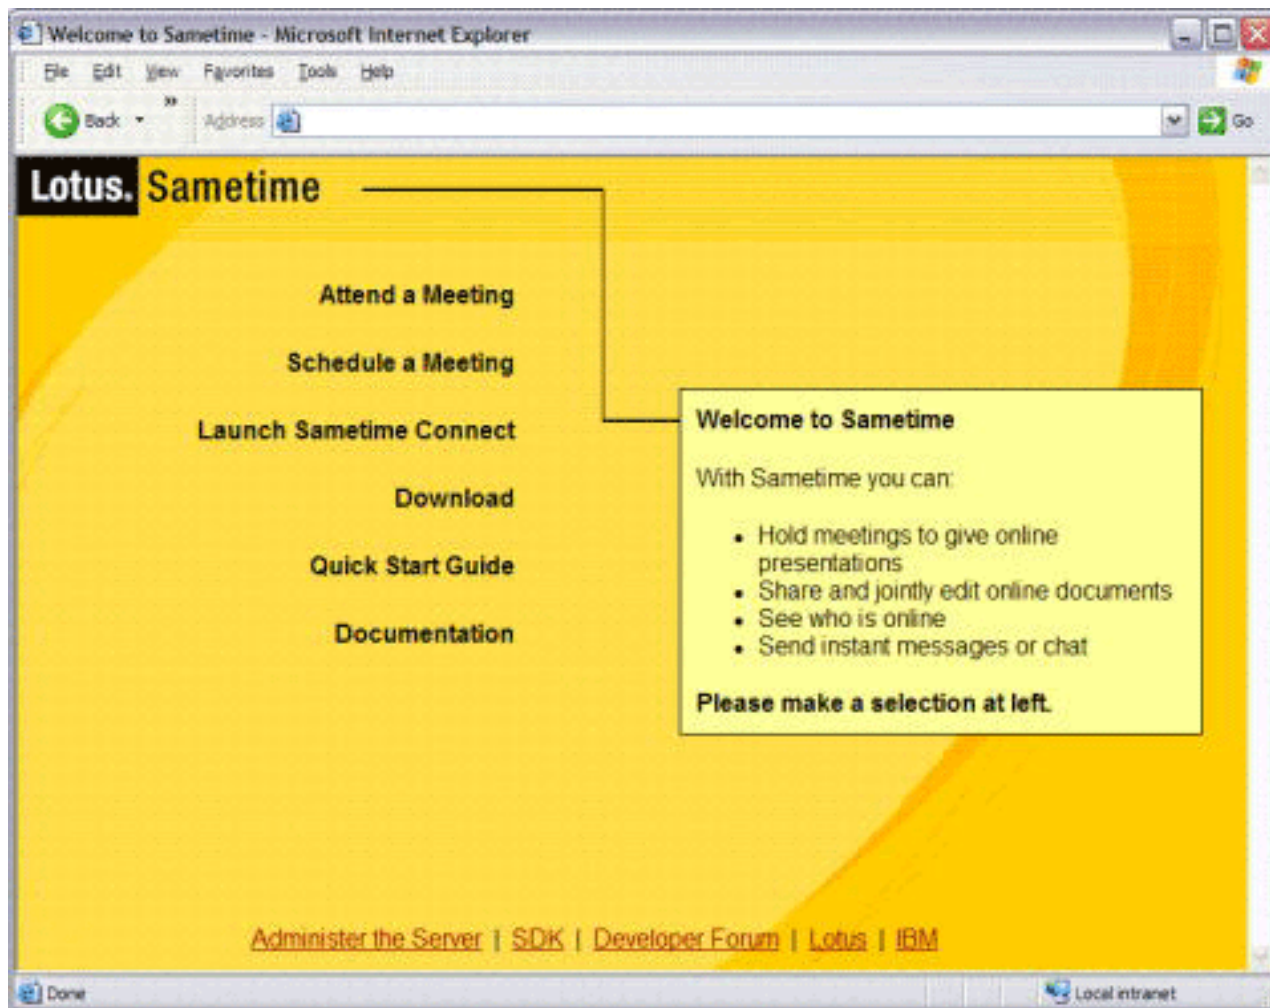 Welcome to Sametime - Microsoft Internet Explorer
File Edit View Favorites Tools Help
Back Address Go
Lotus. Sametime
Attend a Meeting
Schedule a Meeting
Launch Sametime Connect
Download
Quick Start Guide
Documentation
Welcome to Sametime
With Sametime you can:
• Hold meetings to give online
presentations
• Share and jointly edit online documents
• See who is online
• Send instant messages or chat
Please make a selection at left.
Administer the Server | SDK | Developer Forum | Lotus | IBM
Done Local intranet